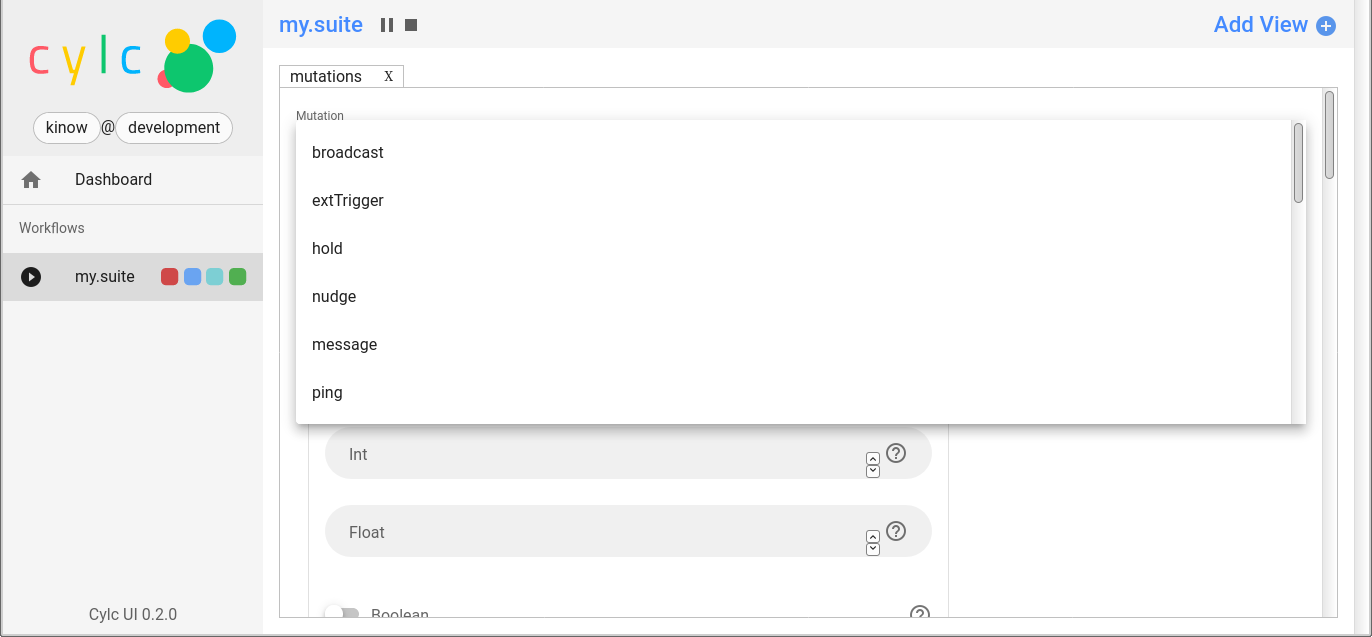 cylc
kinow @ development
Dashboard
Workflows
my.suite
Cylc UI 0.2.0
my.suite
Add View
mutations X
Mutation
broadcast
extTrigger
hold
nudge
message
ping
Int
Float
Boolean